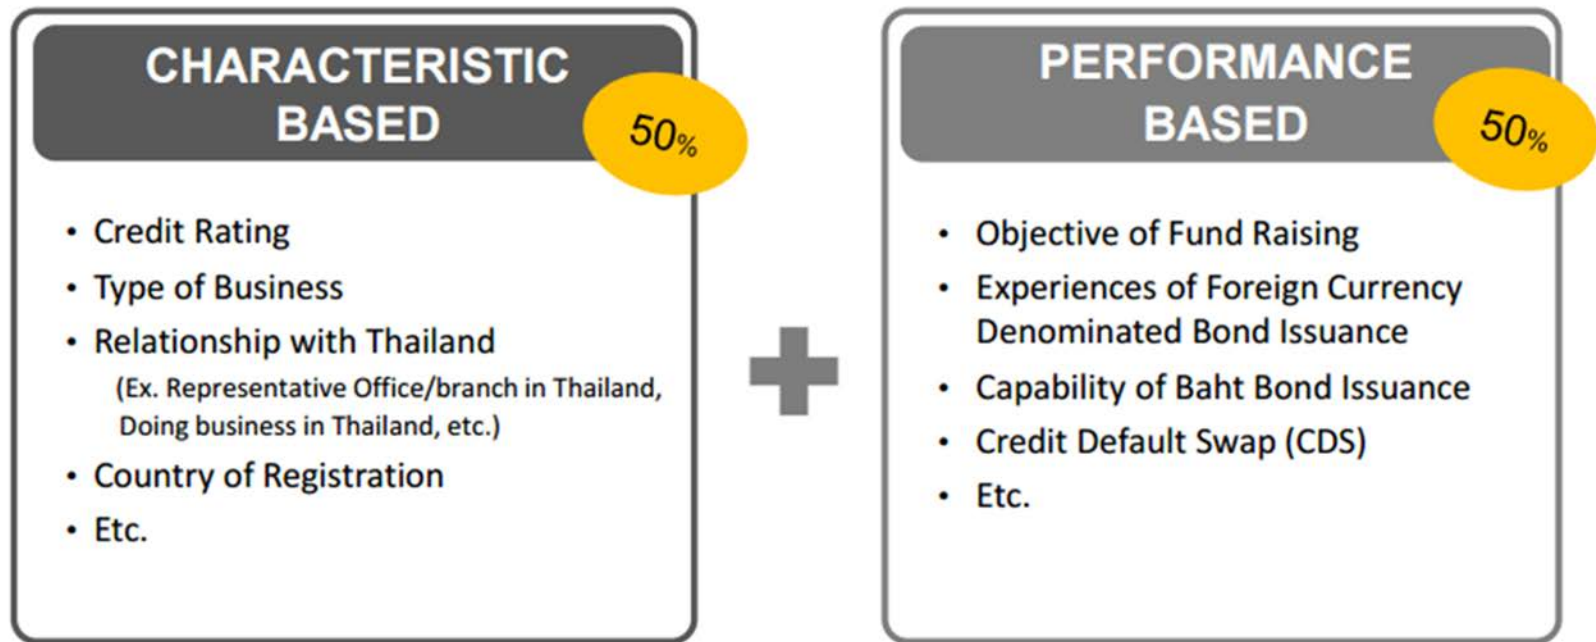 CHARACTERISTIC
BASED
50%
• Credit Rating
• Type of Business
• Relationship with Thailand
(Ex. Representative Office/branch in Thailand,
Doing business in Thailand, etc.)
• Country of Registration
• Etc.
PERFORMANCE
BASED
50%
• Objective of Fund Raising
• Experiences of Foreign Currency
Denominated Bond Issuance
• Capability of Baht Bond Issuance
• Credit Default Swap (CDS)
• Etc.